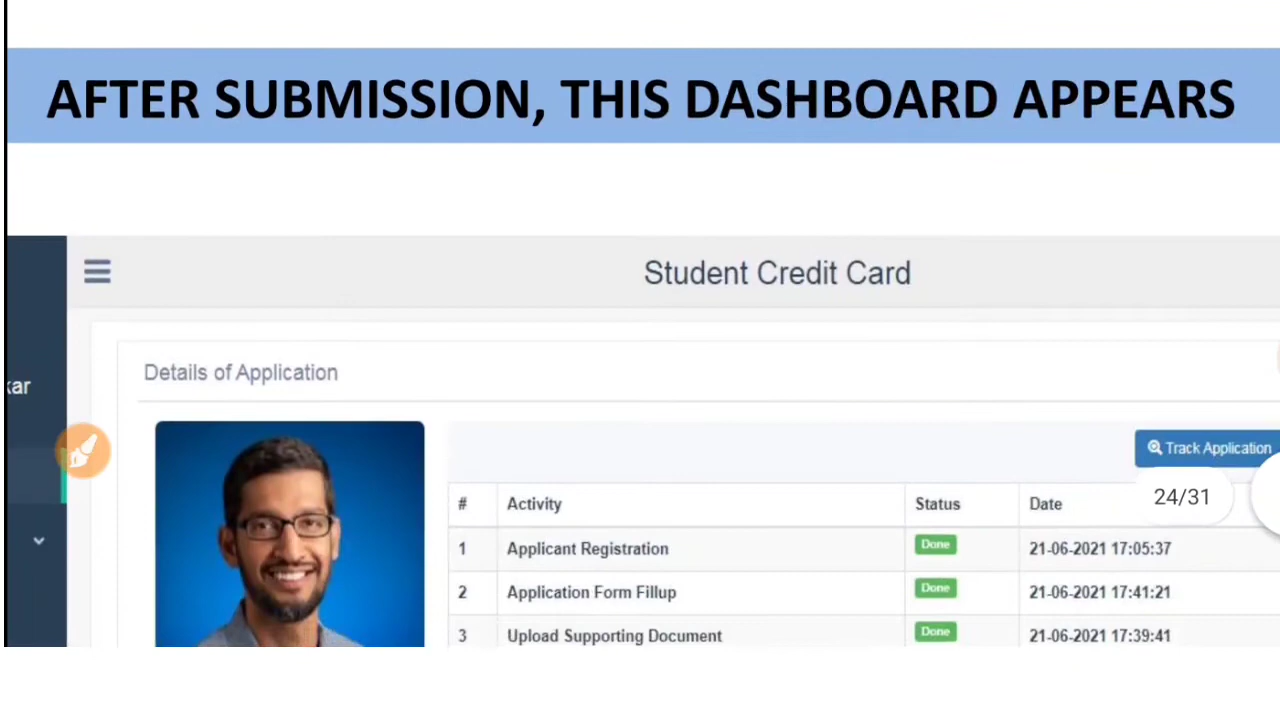 AFTER SUBMISSION, THIS DASHBOARD APPEARS
Student Credit Card
Details of Application
kar
Track Application
24/31
# Activity Status Date
1 Applicant Registration Done 21-06-2021 17:05:37
2 Application Form Fillup Done 21-06-2021 17:41:21
3 Upload Supporting Document Done 21-06-2021 17:39:41